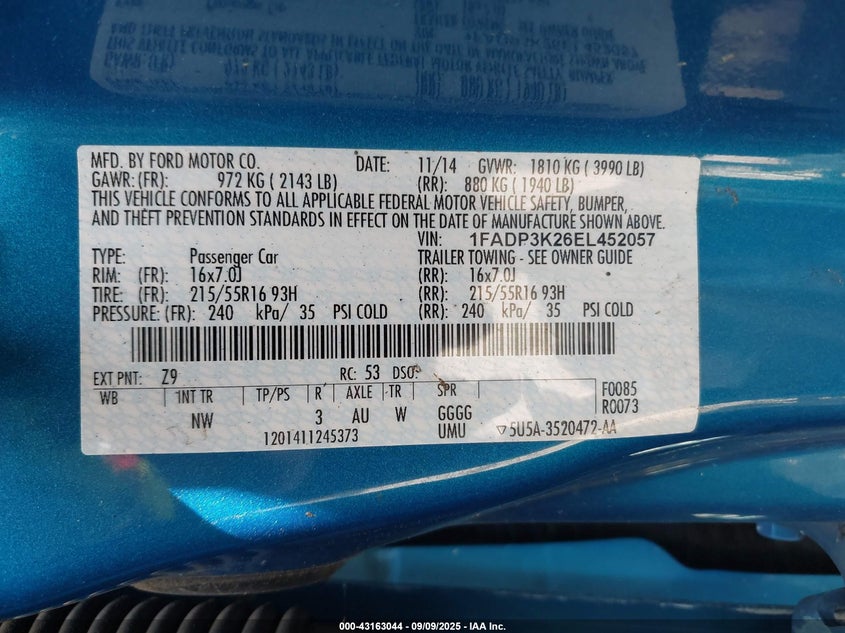 MFD. BY FORD MOTOR CO. DATE: 11/14 GVWR: 1810 KG ( 3990 LB)
GAWR: (FR): 972 KG ( 2143 LB) (RR): 880 KG ( 1940 LB)
THIS VEHICLE CONFORMS TO ALL APPLICABLE FEDERAL MOTOR VEHICLE SAFETY, BUMPER,
AND THEFT PREVENTION STANDARDS IN EFFECT ON THE DATE OF MANUFACTURE SHOWN ABOVE.
VIN: 1FADP3K26EL452057
TYPE: Passenger Car TRAILER TOWING - SEE OWNER GUIDE
RIM: (FR): 16x7.0J (RR): 16x7.0J
TIRE: (FR): 215/55R16 93H (RR): 215/55R16 93H
PRESSURE: (FR): 240 kPa/ 35 PSI COLD (RR): 240 kPa/ 35 PSI COLD
EXT PNT: Z9 RC: 53 DSO:
WB INT TR TP/PS R AXLE TR SPR F0085
NW 3 AU W GGGG R0073
1201411245373 UMU ▽5U5A-3520472-AA
000-43163044 - 09/09/2025 - IAA Inc.